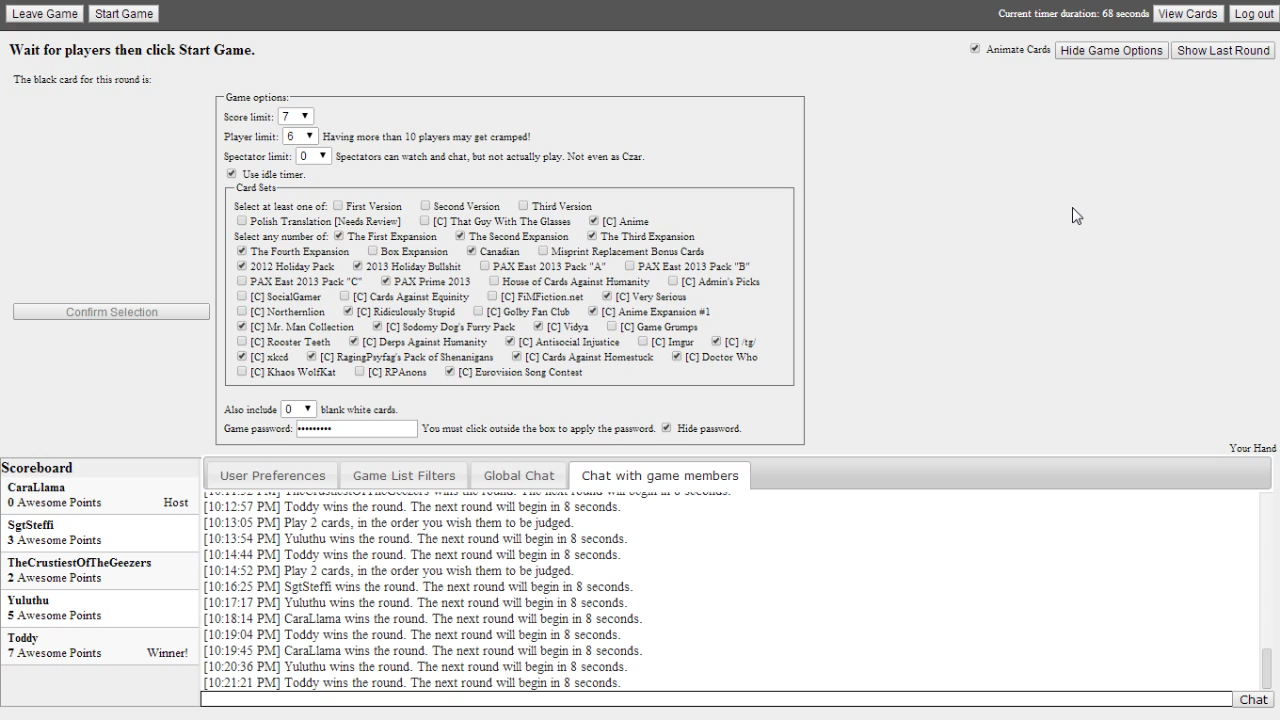 Leave Game Start Game Current timer duration: 68 seconds View Cards Log out
Wait for players then click Start Game. Animate Cards Hide Game Options Show Last Round
The black card for this round is:
Game options:
Score limit: 7
Player limit: 6 Having more than 10 players may get cramped!
Spectator limit: 0 Spectators can watch and chat, but not actually play. Not even as Czar.
Use idle timer.
Card Sets
Select at least one of: First Version Second Version Third Version
Polish Translation [Needs Review] [C] That Guy With The Glasses [C] Anime
Select any number of: The First Expansion The Second Expansion The Third Expansion
The Fourth Expansion Box Expansion Canadian Misprint Replacement Bonus Cards
2012 Holiday Pack 2013 Holiday Bullshit PAX East 2013 Pack "A" PAX East 2013 Pack "B"
PAX East 2013 Pack "C" PAX Prime 2013 House of Cards Against Humanity [C] Admin's Picks
[C] SocialGamer [C] Cards Against Equinity [C] FiMFiction.net [C] Very Serious
[C] Northernlion [C] Ridiculously Stupid [C] Golby Fan Club [C] Anime Expansion #1
[C] Mr. Man Collection [C] Sodomy Dog's Furry Pack [C] Vidya [C] Game Grumps
[C] Rooster Teeth [C] Derps Against Humanity [C] Antisocial Injustice [C] Imgur [C] /tg/
[C] xkcd [C] RagingPsyfag's Pack of Shenanigans [C] Cards Against Homestuck [C] Doctor Who
[C] Khaos WolfKat [C] RPAnons [C] Eurovision Song Contest
Confirm Selection
Also include 0 blank white cards.
Game password: ••••••••• You must click outside the box to apply the password. Hide password.
Your Hand
Scoreboard
CaraLlama
0 Awesome Points Host
SgtSteffi
3 Awesome Points
TheCrustiestOfTheGeezers
2 Awesome Points
Yuluthu
5 Awesome Points
Toddy
7 Awesome Points Winner!
User Preferences Game List Filters Global Chat Chat with game members
[10:11:52 PM] TheCrustiestOfTheGeezers wins the round. The next round will begin in 8 seconds.
[10:12:57 PM] Toddy wins the round. The next round will begin in 8 seconds.
[10:13:05 PM] Play 2 cards, in the order you wish them to be judged.
[10:13:54 PM] Yuluthu wins the round. The next round will begin in 8 seconds.
[10:14:44 PM] Toddy wins the round. The next round will begin in 8 seconds.
[10:14:52 PM] Play 2 cards, in the order you wish them to be judged.
[10:16:25 PM] SgtSteffi wins the round. The next round will begin in 8 seconds.
[10:17:17 PM] Yuluthu wins the round. The next round will begin in 8 seconds.
[10:18:14 PM] CaraLlama wins the round. The next round will begin in 8 seconds.
[10:19:04 PM] Toddy wins the round. The next round will begin in 8 seconds.
[10:19:45 PM] CaraLlama wins the round. The next round will begin in 8 seconds.
[10:20:36 PM] Yuluthu wins the round. The next round will begin in 8 seconds.
[10:21:21 PM] Toddy wins the round. The next round will begin in 8 seconds.
Chat